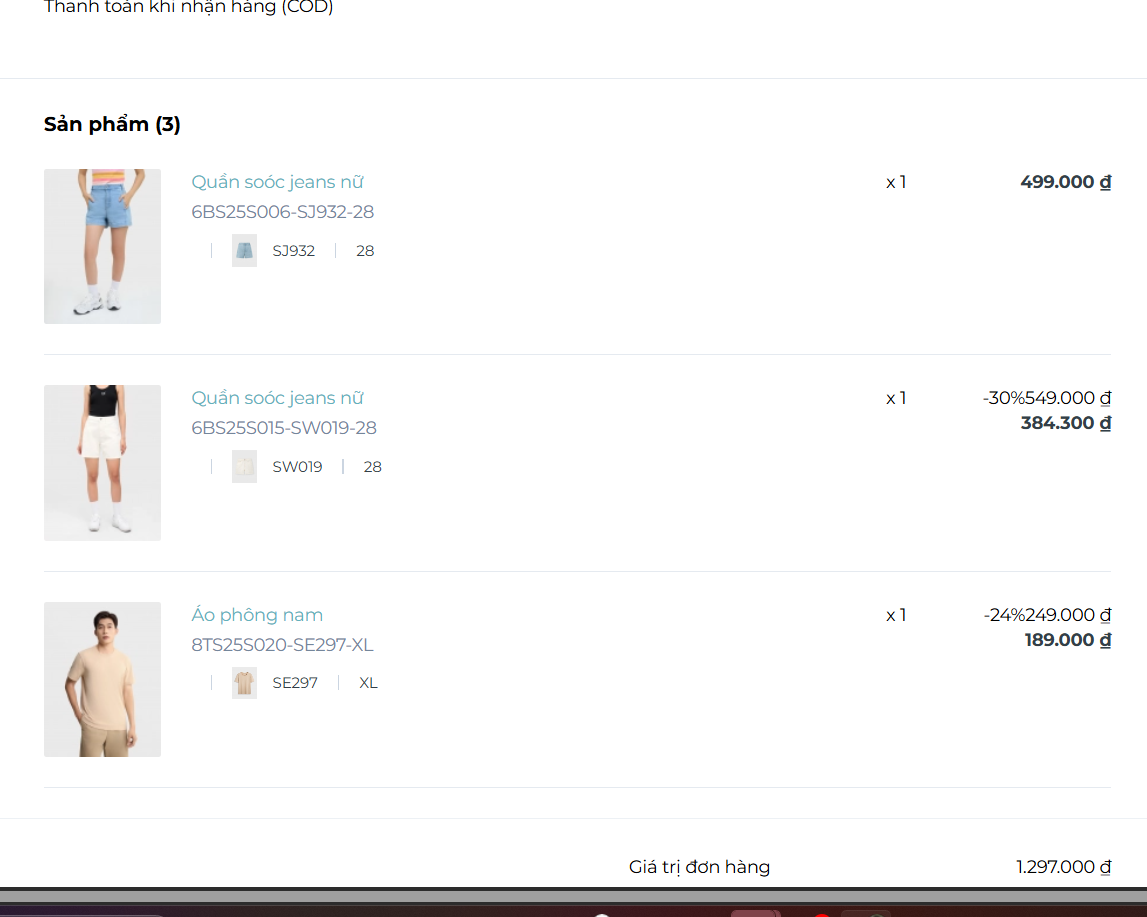 Thanh toán khi nhận hàng (COD)
Sản phẩm (3)
Quần soóc jeans nữ x 1 499.000 ₫
6BS25S006-SJ932-28
| SJ932 | 28
Quần soóc jeans nữ x 1 -30%549.000 ₫
6BS25S015-SW019-28 384.300 ₫
| SW019 | 28
Áo phông nam x 1 -24%249.000 ₫
8TS25S020-SE297-XL 189.000 ₫
| SE297 | XL
Giá trị đơn hàng 1.297.000 ₫